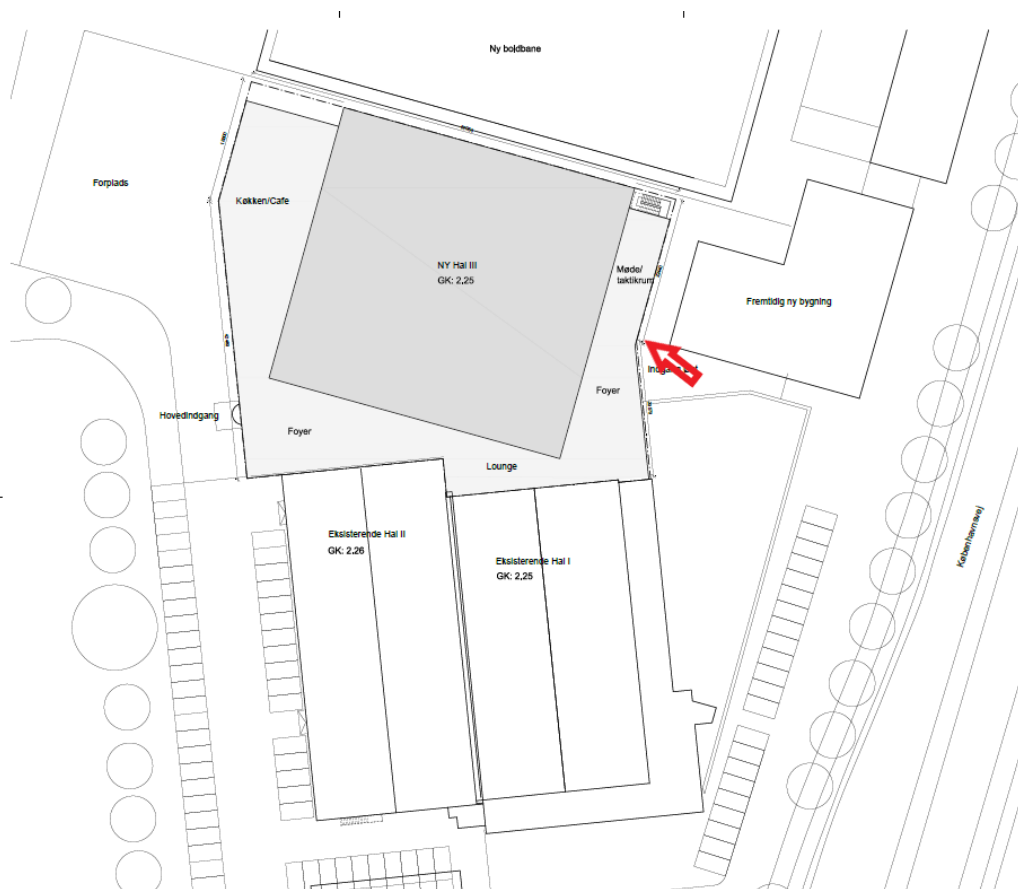 Ny boldbane
Forplads
Køkken/Cafe
NY Hal III
GK: 2,25
Møde/
taktikrum
Fremtidig ny bygning
Foyer
Hovedindgang
Foyer
Lounge
Eksisterende Hal II
GK: 2.26
Eksisterende Hal I
GK: 2,25
Københavnsvej